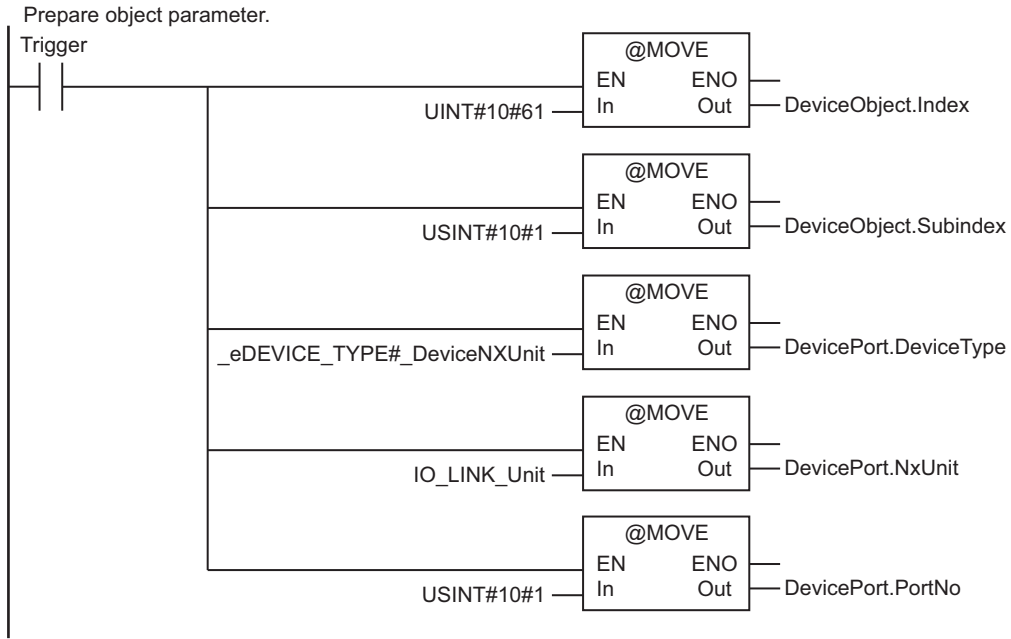 Prepare object parameter.
Trigger
@MOVE
EN ENO
UINT#10#61 In Out DeviceObject.Index
@MOVE
EN ENO
USINT#10#1 In Out DeviceObject.Subindex
@MOVE
EN ENO
_eDEVICE_TYPE#_DeviceNXUnit In Out DevicePort.DeviceType
@MOVE
EN ENO
IO_LINK_Unit In Out DevicePort.NxUnit
@MOVE
EN ENO
USINT#10#1 In Out DevicePort.PortNo